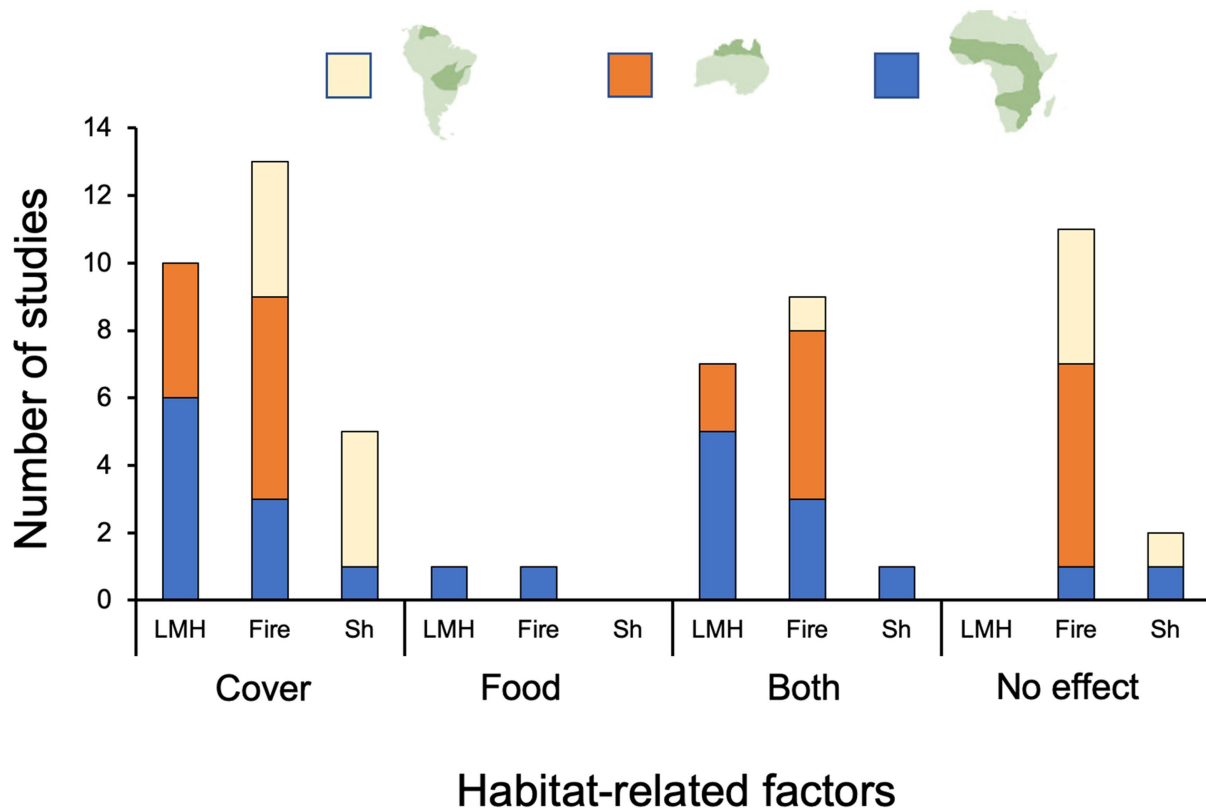 14
12
10
8
6
4
2
0
Number of studies
LMH Fire Sh LMH Fire Sh LMH Fire Sh LMH Fire Sh
Cover Food Both No effect
Habitat-related factors